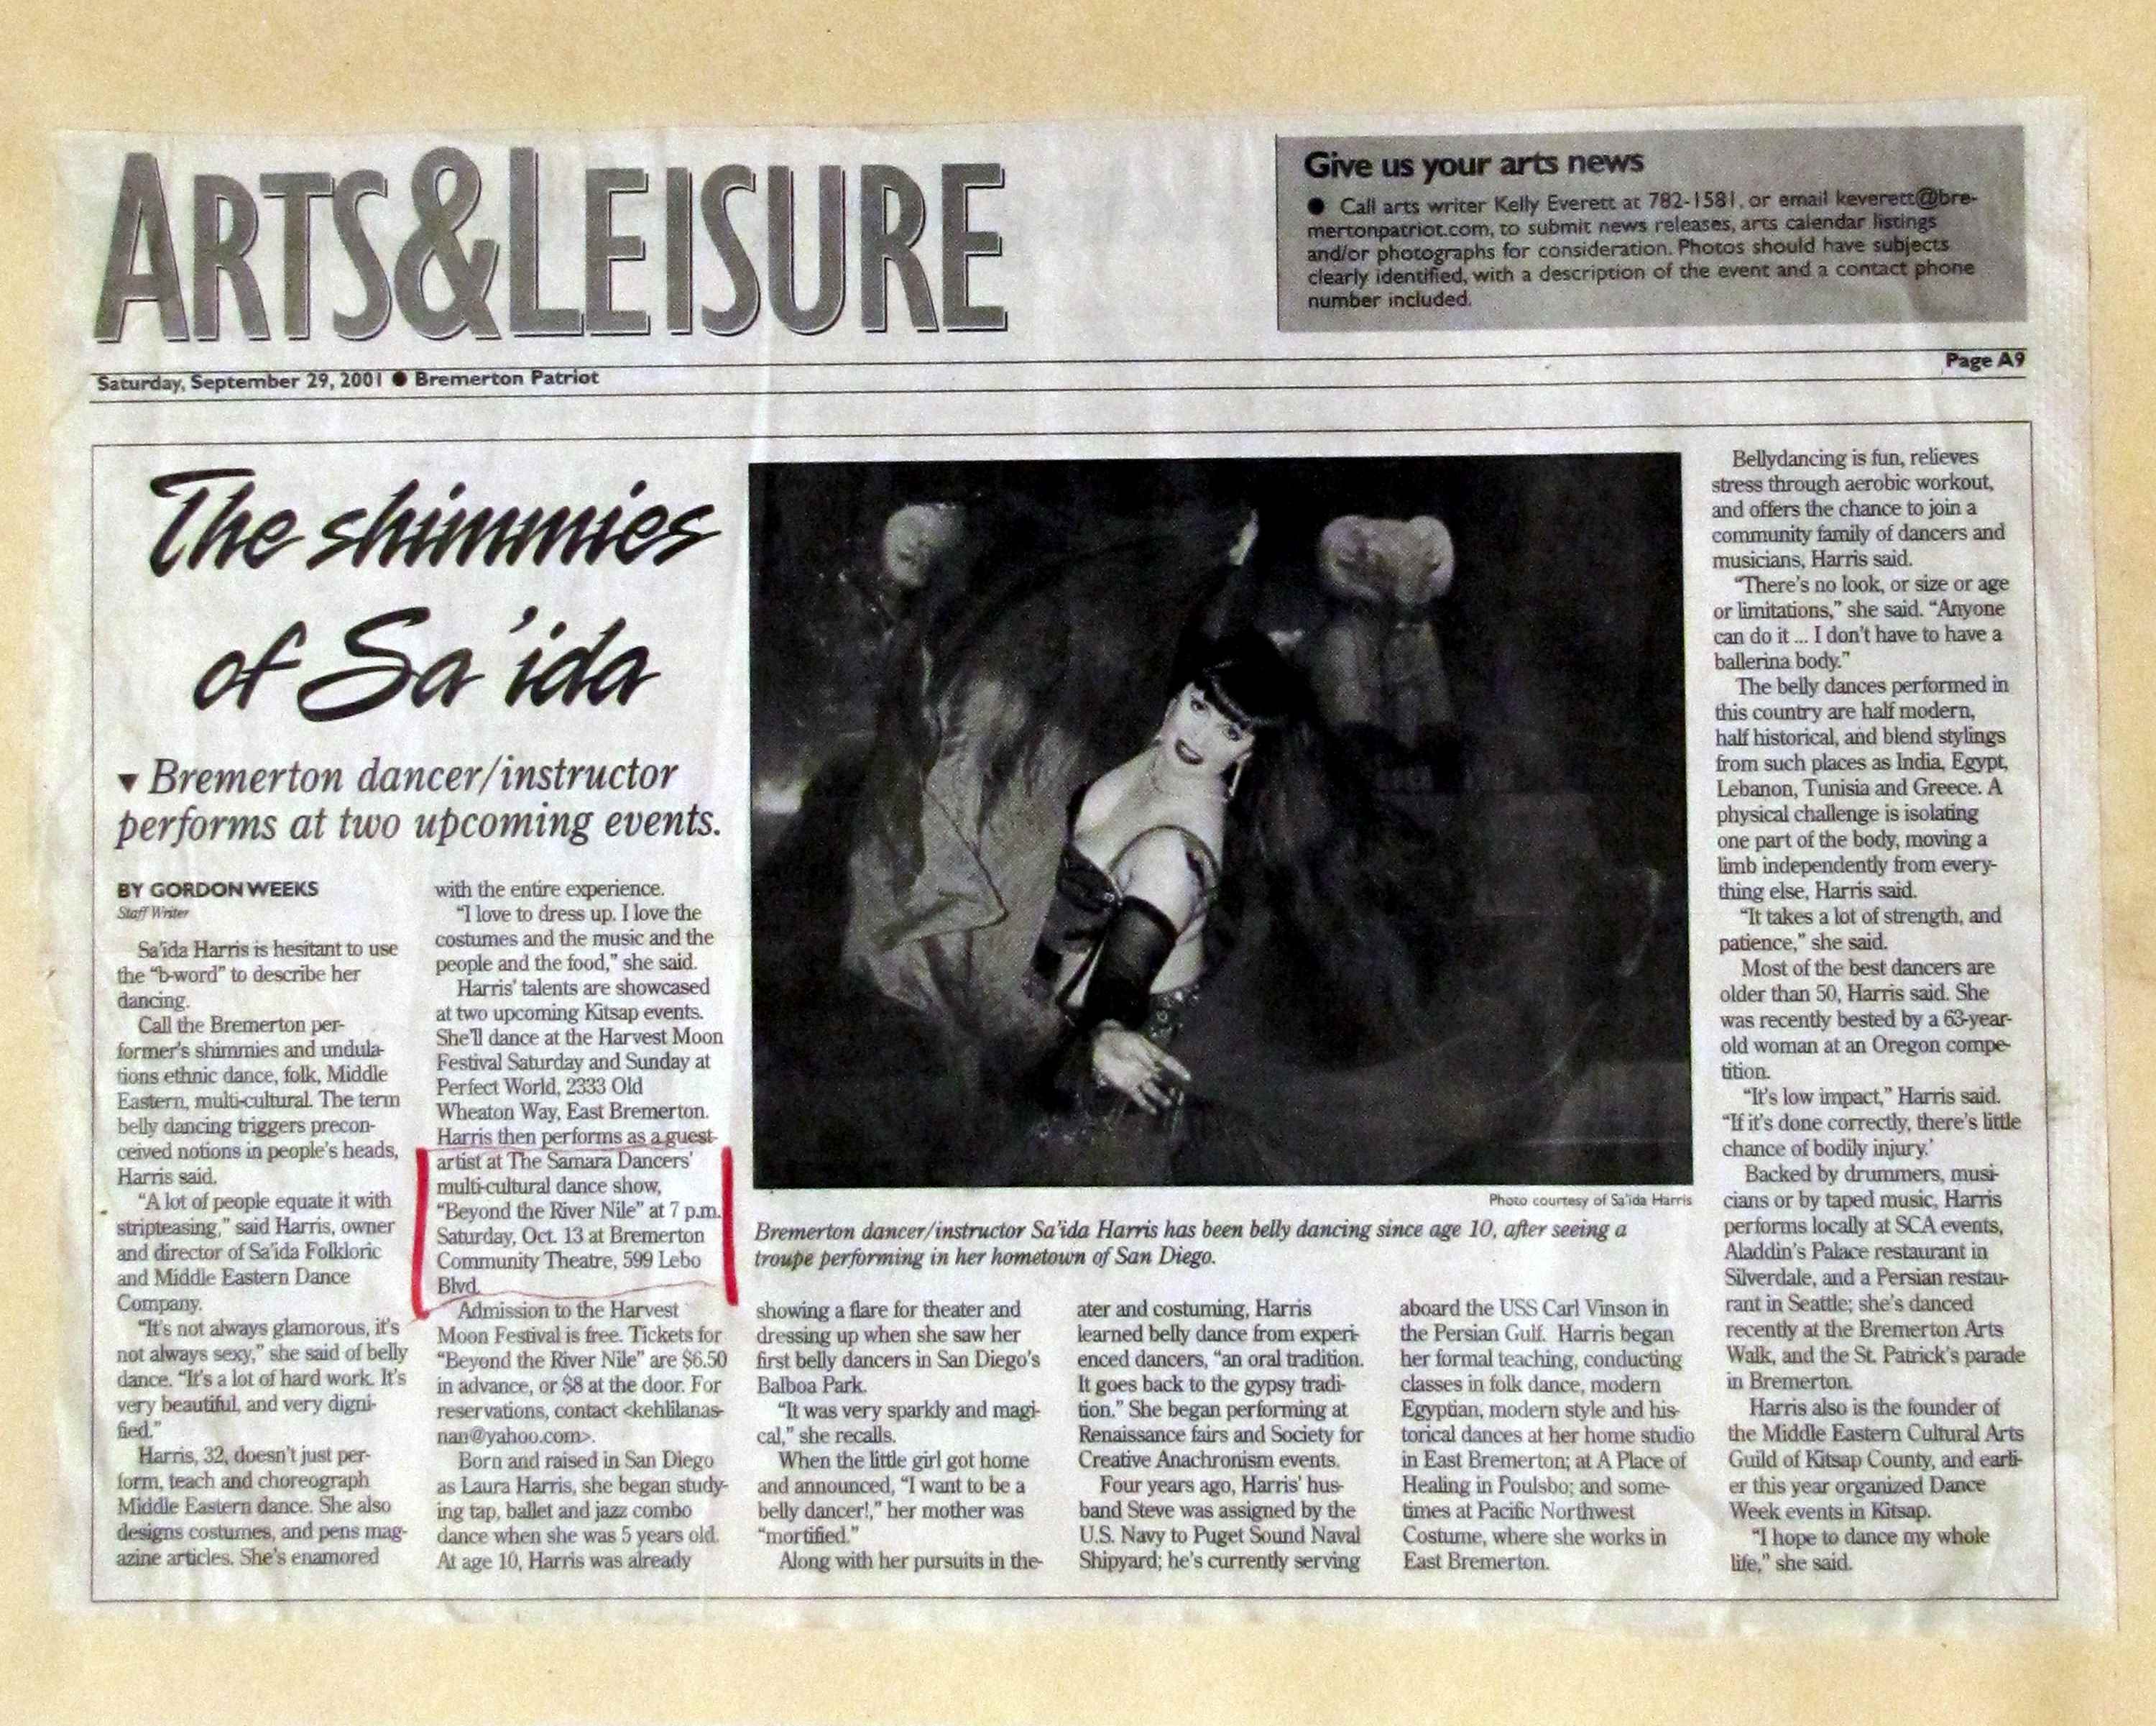 ARTS&LEISURE
Give us your arts news
● Call arts writer Kelly Everett at 782-1581, or email keverett@bre-
mertonpatriot.com, to submit news releases, arts calendar listings
and/or photographs for consideration. Photos should have subjects
clearly identified, with a description of the event and a contact phone
number included.
Saturday, September 29, 2001 ● Bremerton Patriot
Page A9
The shimmies
of Sa'ida
▼ Bremerton dancer/instructor
performs at two upcoming events.
BY GORDON WEEKS
Staff Writer
Sa'ida Harris is hesitant to use
the "b-word" to describe her
dancing.
Call the Bremerton per-
former's shimmies and undula-
tions ethnic dance, folk, Middle
Eastern, multi-cultural. The term
belly dancing triggers precon-
ceived notions in people's heads,
Harris said.
"A lot of people equate it with
stripteasing," said Harris, owner
and director of Sa'ida Folkloric
and Middle Eastern Dance
Company.
"It's not always glamorous, it's
not always sexy," she said of belly
dance. "It's a lot of hard work. It's
very beautiful, and very digni-
fied."
Harris, 32, doesn't just per-
form, teach and choreograph
Middle Eastern dance. She also
designs costumes, and pens mag-
azine articles. She's enamored
with the entire experience.
"I love to dress up. I love the
costumes and the music and the
people and the food," she said.
Harris' talents are showcased
at two upcoming Kitsap events.
She'll dance at the Harvest Moon
Festival Saturday and Sunday at
Perfect World, 2333 Old
Wheaton Way, East Bremerton.
Harris then performs as a guest
artist at The Samara Dancers'
multi-cultural dance show,
"Beyond the River Nile" at 7 p.m.
Saturday, Oct. 13 at Bremerton
Community Theatre, 599 Lebo
Blvd.
Admission to the Harvest
Moon Festival is free. Tickets for
"Beyond the River Nile" are $6.50
in advance, or $8 at the door. For
reservations, contact <kehlilanas-
nan@yahoo.com>.
Born and raised in San Diego
as Laura Harris, she began study-
ing tap, ballet and jazz combo
dance when she was 5 years old.
At age 10, Harris was already
Photo courtesy of Sa'ida Harris
Bremerton dancer/instructor Sa'ida Harris has been belly dancing since age 10, after seeing a
troupe performing in her hometown of San Diego.
showing a flare for theater and
dressing up when she saw her
first belly dancers in San Diego's
Balboa Park.
"It was very sparkly and magi-
cal," she recalls.
When the little girl got home
and announced, "I want to be a
belly dancer!," her mother was
"mortified."
Along with her pursuits in the-
ater and costuming, Harris
learned belly dance from experi-
enced dancers, "an oral tradition.
It goes back to the gypsy tradi-
tion." She began performing at
Renaissance fairs and Society for
Creative Anachronism events.
Four years ago, Harris' hus-
band Steve was assigned by the
U.S. Navy to Puget Sound Naval
Shipyard; he's currently serving
aboard the USS Carl Vinson in
the Persian Gulf. Harris began
her formal teaching, conducting
classes in folk dance, modern
Egyptian, modern style and his-
torical dances at her home studio
in East Bremerton; at A Place of
Healing in Poulsbo; and some-
times at Pacific Northwest
Costume, where she works in
East Bremerton.
Bellydancing is fun, relieves
stress through aerobic workout,
and offers the chance to join a
community family of dancers and
musicians, Harris said.
"There's no look, or size or age
or limitations," she said. "Anyone
can do it ... I don't have to have a
ballerina body."
The belly dances performed in
this country are half modern,
half historical, and blend stylings
from such places as India, Egypt,
Lebanon, Tunisia and Greece. A
physical challenge is isolating
one part of the body, moving a
limb independently from every-
thing else, Harris said.
"It takes a lot of strength, and
patience," she said.
Most of the best dancers are
older than 50, Harris said. She
was recently bested by a 63-year-
old woman at an Oregon compe-
tition.
"It's low impact," Harris said.
"If it's done correctly, there's little
chance of bodily injury.'
Backed by drummers, musi-
cians or by taped music, Harris
performs locally at SCA events,
Aladdin's Palace restaurant in
Silverdale, and a Persian restau-
rant in Seattle; she's danced
recently at the Bremerton Arts
Walk, and the St. Patrick's parade
in Bremerton.
Harris also is the founder of
the Middle Eastern Cultural Arts
Guild of Kitsap County, and earli-
er this year organized Dance
Week events in Kitsap.
"I hope to dance my whole
life," she said.